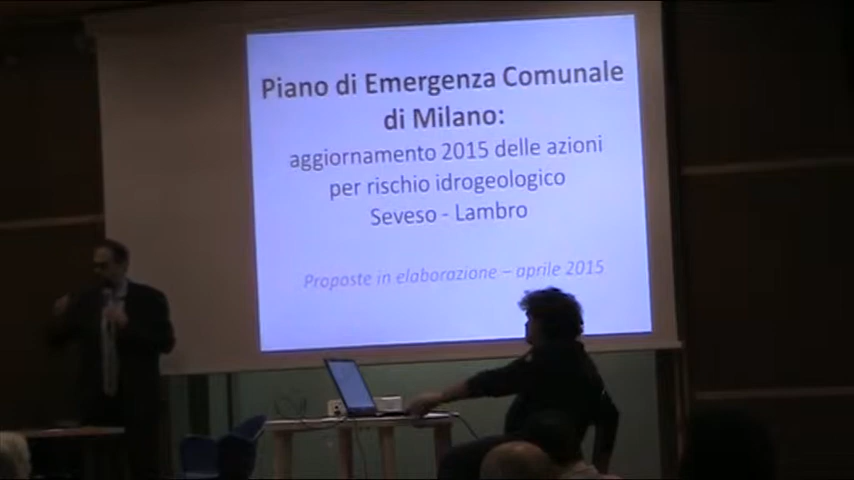 Piano di Emergenza Comunale
di Milano:
aggiornamento 2015 delle azioni
per rischio idrogeologico
Seveso - Lambro
Proposte in elaborazione – aprile 2015